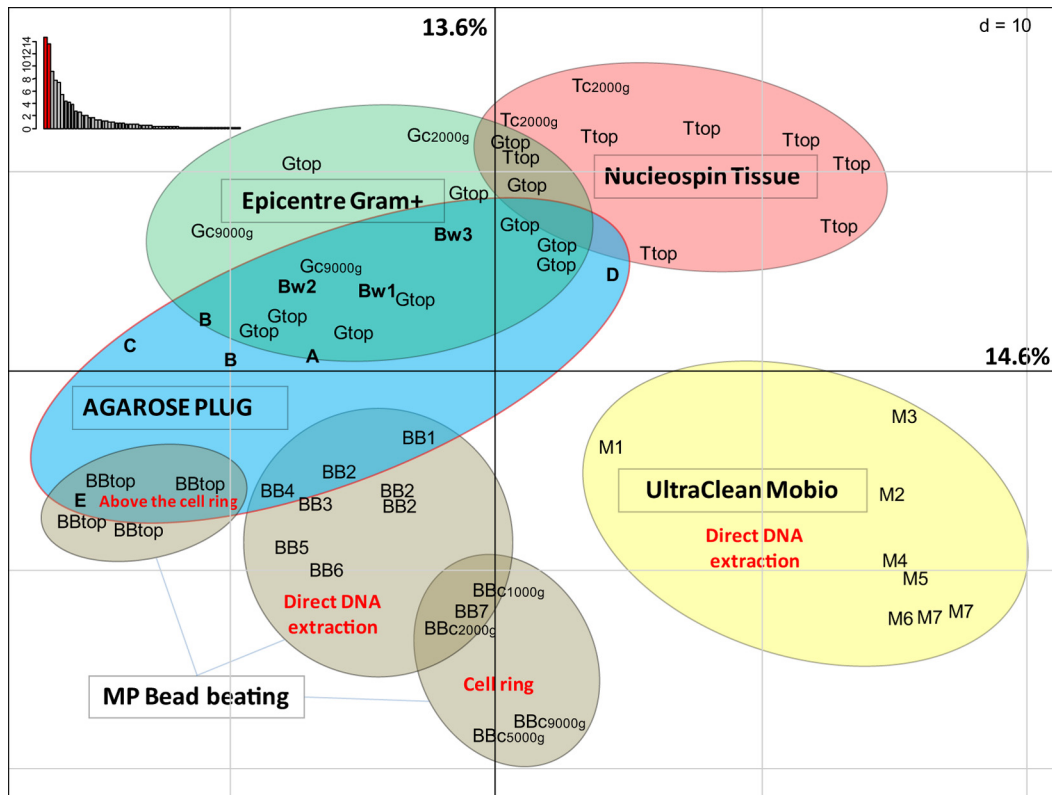 13.6%
d = 10
0 2 4 6 8 10 12 14
Tc2000g
Tc2000g
Gc2000g
Gtop
Ttop
Ttop
Ttop
Ttop
Gtop
Ttop
Ttop
Nucleospin Tissue
Gtop
Gtop
Epicentre Gram+
Gc9000g
Bw3
Gtop
Ttop
Gtop
Ttop
Gtop
Gc9000g
D
Bw2
Bw1
Gtop
B
Gtop
Gtop
Gtop
C
B
A
14.6%
AGAROSE PLUG
M3
BB1
M1
BBtop
BBtop
BB2
BB4
BB2
UltraClean Mobio
M2
E
Above the cell ring
BB3
BB2
BBtop
BBtop
Direct DNA
extraction
BB5
M4
BB6
M5
BBc1000g
Direct DNA
extraction
BB7
BBc2000g
M6
M7
M7
MP Bead beating
Cell ring
BBc9000g
BBc5000g